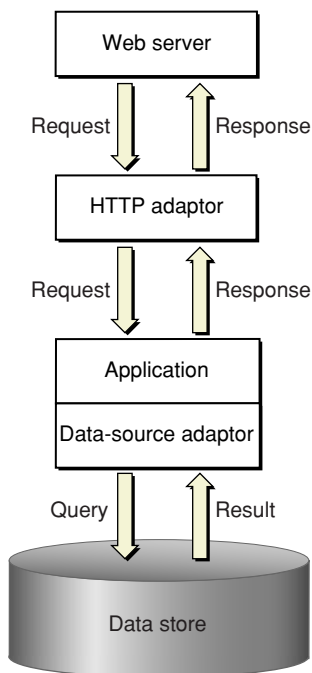 Web server
Request
Response
HTTP adaptor
Request
Response
Application
Data-source adaptor
Query
Result
Data store